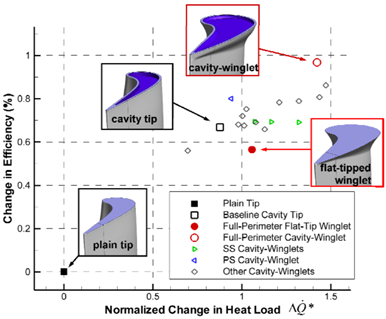 Change in Efficiency (%)
1
0.8
0.6
0.4
0.2
0
cavity-winglet
cavity tip
flat-tipped
winglet
plain tip
Plain Tip
Baseline Cavity Tip
Full-Perimeter Flat-Tip Winglet
Full-Perimeter Cavity-Winglet
SS Cavity-Winglets
PS Cavity-Winglet
Other Cavity-Winglets
0 0.5 1 1.5
Normalized Change in Heat Load ΛQ̇*